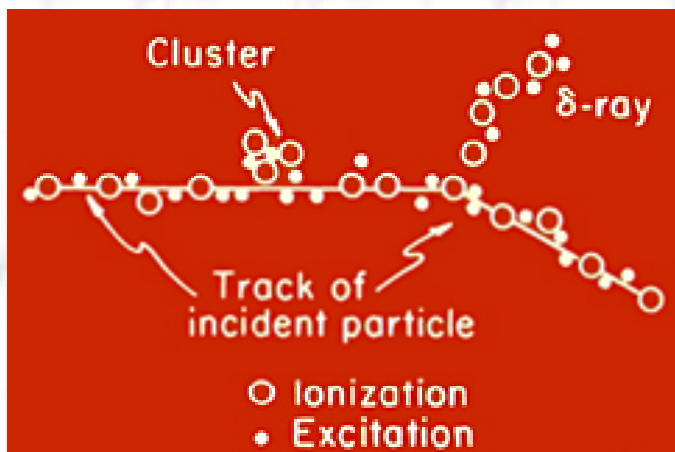 Cluster
δ-ray
Track of
incident particle
Ionization
Excitation